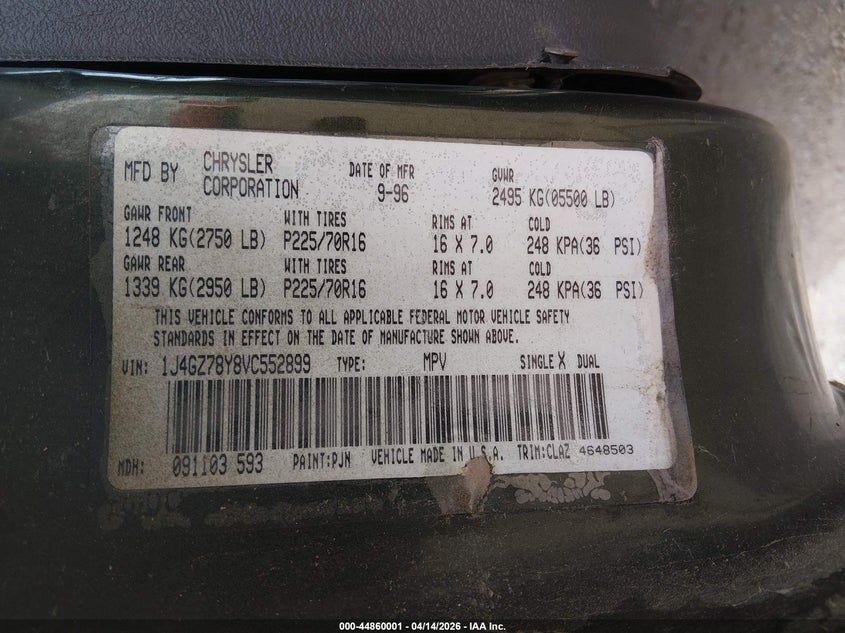 MFD BY CHRYSLER CORPORATION DATE OF MFR 9-96 GVWR 2495 KG(05500 LB)
GAWR FRONT WITH TIRES RIMS AT COLD
1248 KG(2750 LB) P225/70R16 16 X 7.0 248 KPA(36 PSI)
GAWR REAR WITH TIRES RIMS AT COLD
1339 KG(2950 LB) P225/70R16 16 X 7.0 248 KPA(36 PSI)
THIS VEHICLE CONFORMS TO ALL APPLICABLE FEDERAL MOTOR VEHICLE SAFETY
STANDARDS IN EFFECT ON THE DATE OF MANUFACTURE SHOWN ABOVE.
VIN: 1J4GZ78Y8VC552899 TYPE: MPV SINGLE X DUAL
MDH: 091103 593 PAINT:PJN VEHICLE MADE IN U.S.A. TRIM:CLAZ 4648503
000-44860001 - 04/14/2026 - IAA Inc.